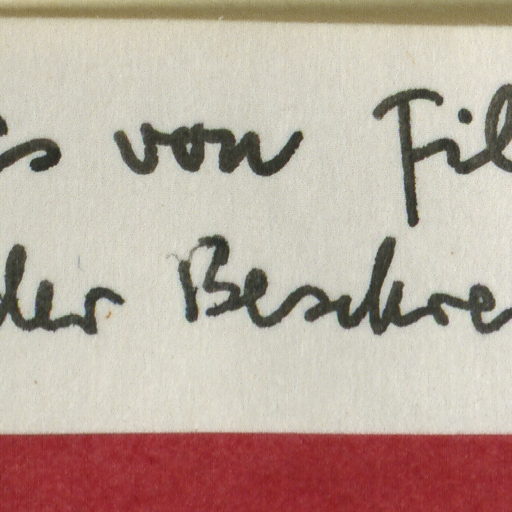 s von Fil
der Beschre